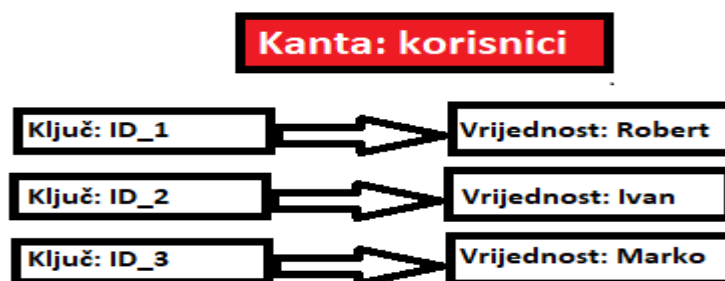 Kanta: korisnici
Ključ: ID_1
Vrijednost: Robert
Ključ: ID_2
Vrijednost: Ivan
Ključ: ID_3
Vrijednost: Marko